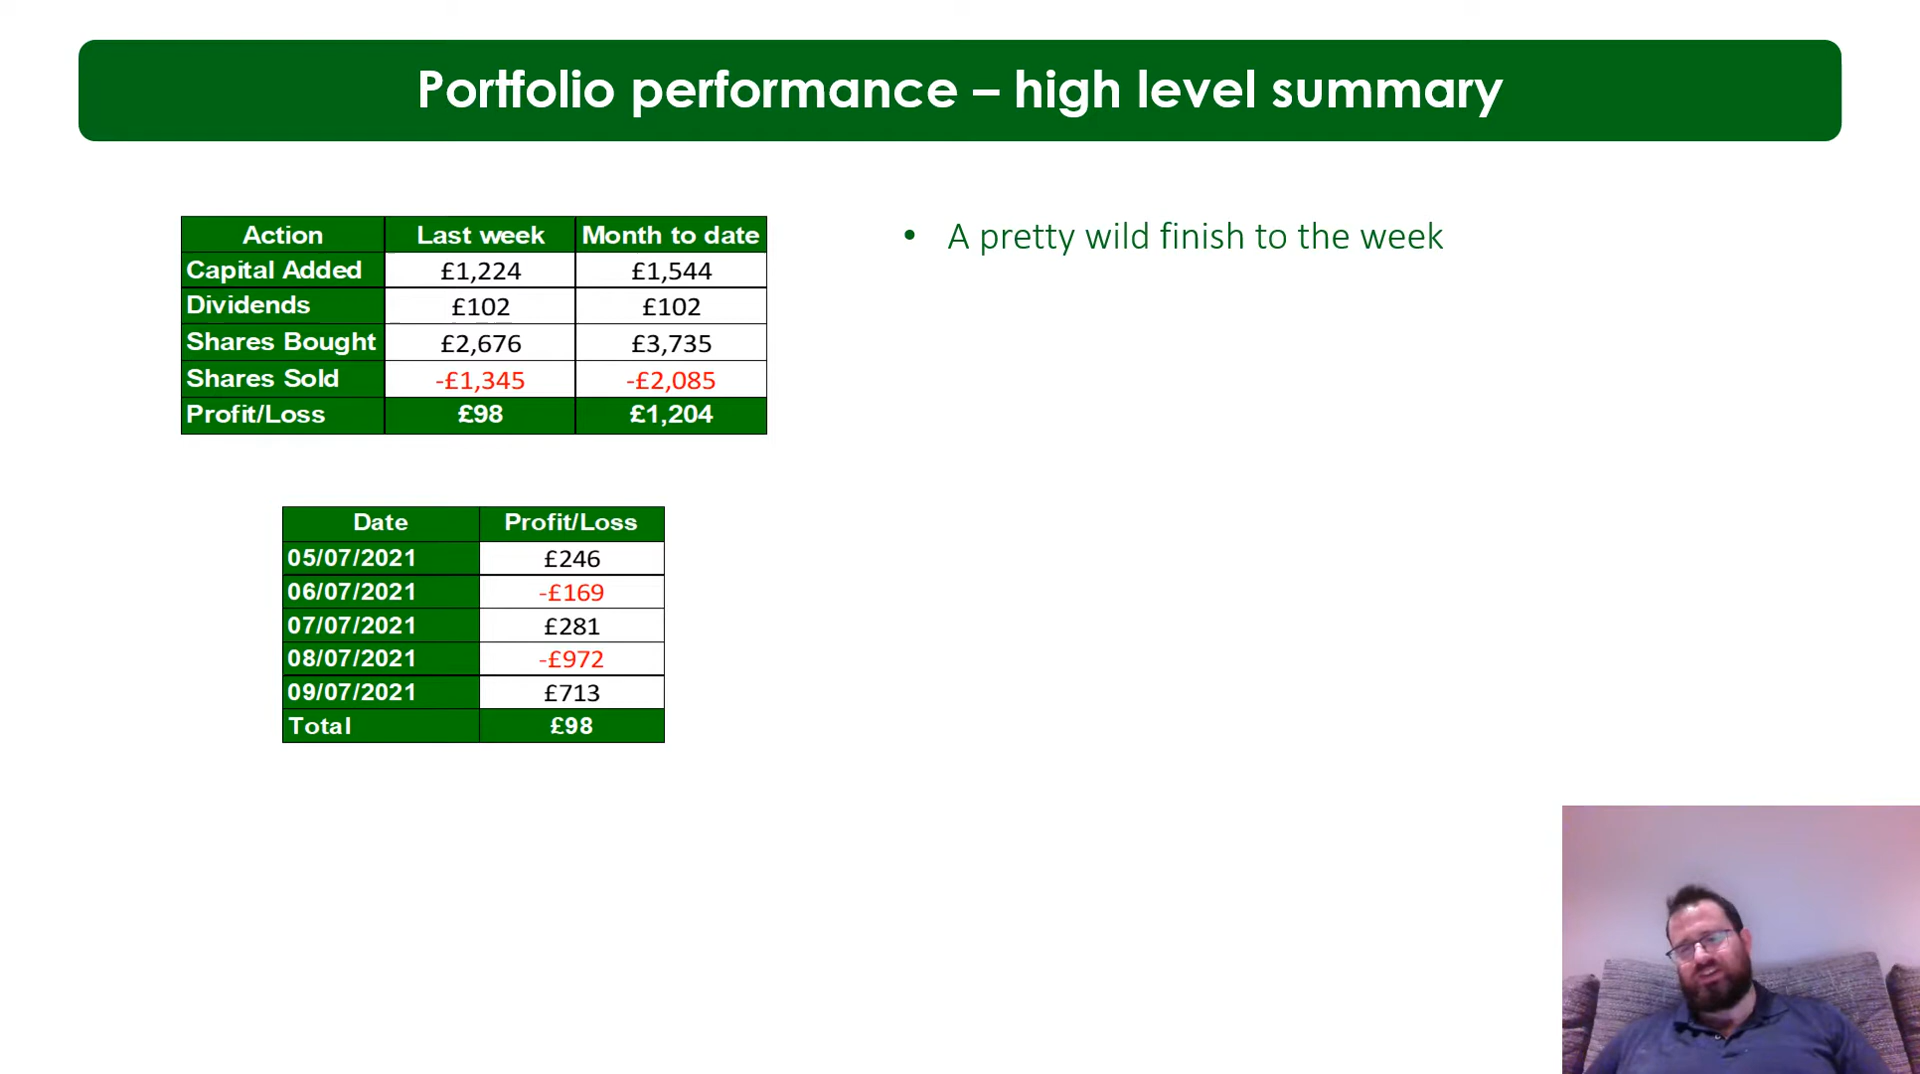 Portfolio performance – high level summary
Action Last week Month to date
Capital Added £1,224 £1,544
Dividends £102 £102
Shares Bought £2,676 £3,735
Shares Sold -£1,345 -£2,085
Profit/Loss £98 £1,204
• A pretty wild finish to the week
Date Profit/Loss
05/07/2021 £246
06/07/2021 -£169
07/07/2021 £281
08/07/2021 -£972
09/07/2021 £713
Total £98